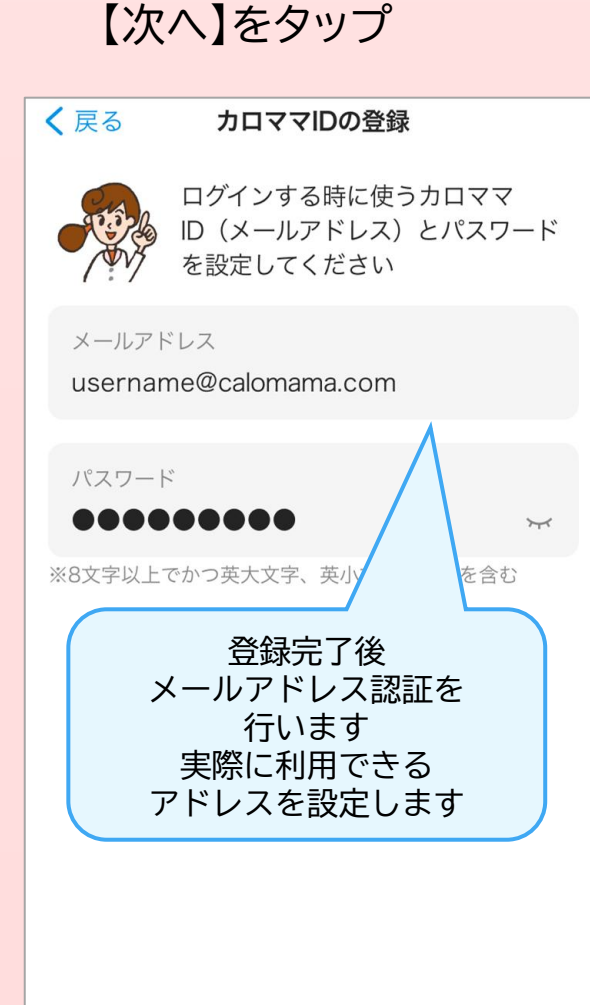 【次へ】をタップ
戻る
カロママIDの登録
ログインする時に使うカロママ
ID（メールアドレス）とパスワード
を設定してください
メールアドレス
username@calomama.com
パスワード
●●●●●●●●●
※8文字以上でかつ英大文字、英小 を含む
登録完了後
メールアドレス認証を
行います
実際に利用できる
アドレスを設定します